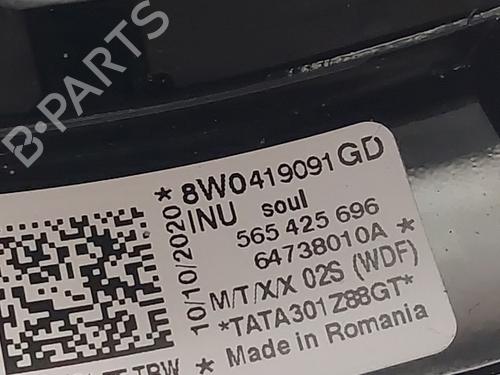 B-PARTS
*8W0419091GD
INU soul
565 425 696
64738010A *
M/T/X/X 02S (WDF)
*TATA301Z88GT*
* Made in Romania
10/10/2020
TRW